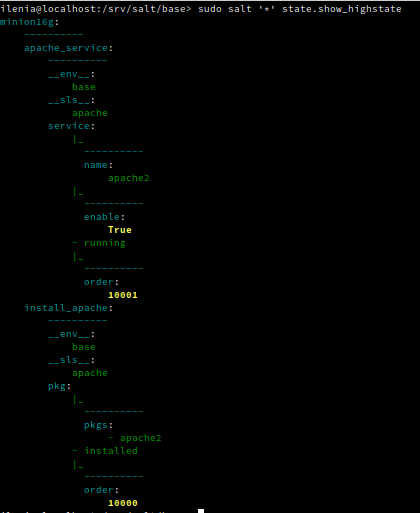 ilenia@localhost:/srv/salt/base> sudo salt '*' state.show_highstate
minion16g:
----------
apache_service:
----------
__env__:
base
__sls__:
apache
service:
|_
----------
name:
apache2
|_
----------
enable:
True
- running
|_
----------
order:
10001
install_apache:
----------
__env__:
base
__sls__:
apache
pkg:
|_
----------
pkgs:
- apache2
- installed
|_
----------
order:
10000